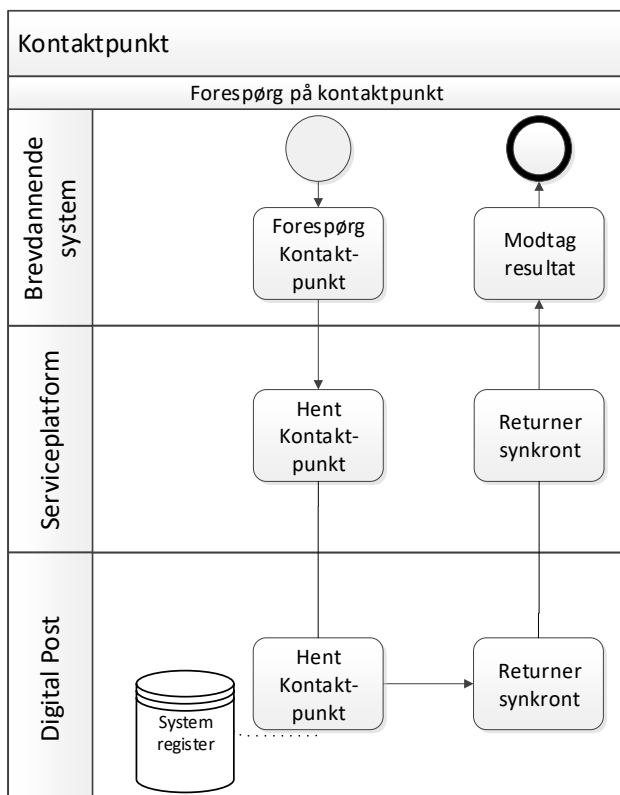 Kontaktpunkt
Forespørg på kontaktpunkt
Brevdannende
system
Forespørg
Kontakt-
punkt
Modtag
resultat
Serviceplatform
Hent
Kontakt-
punkt
Returner
synkront
Digital Post
Hent
Kontakt-
punkt
Returner
synkront
System
register